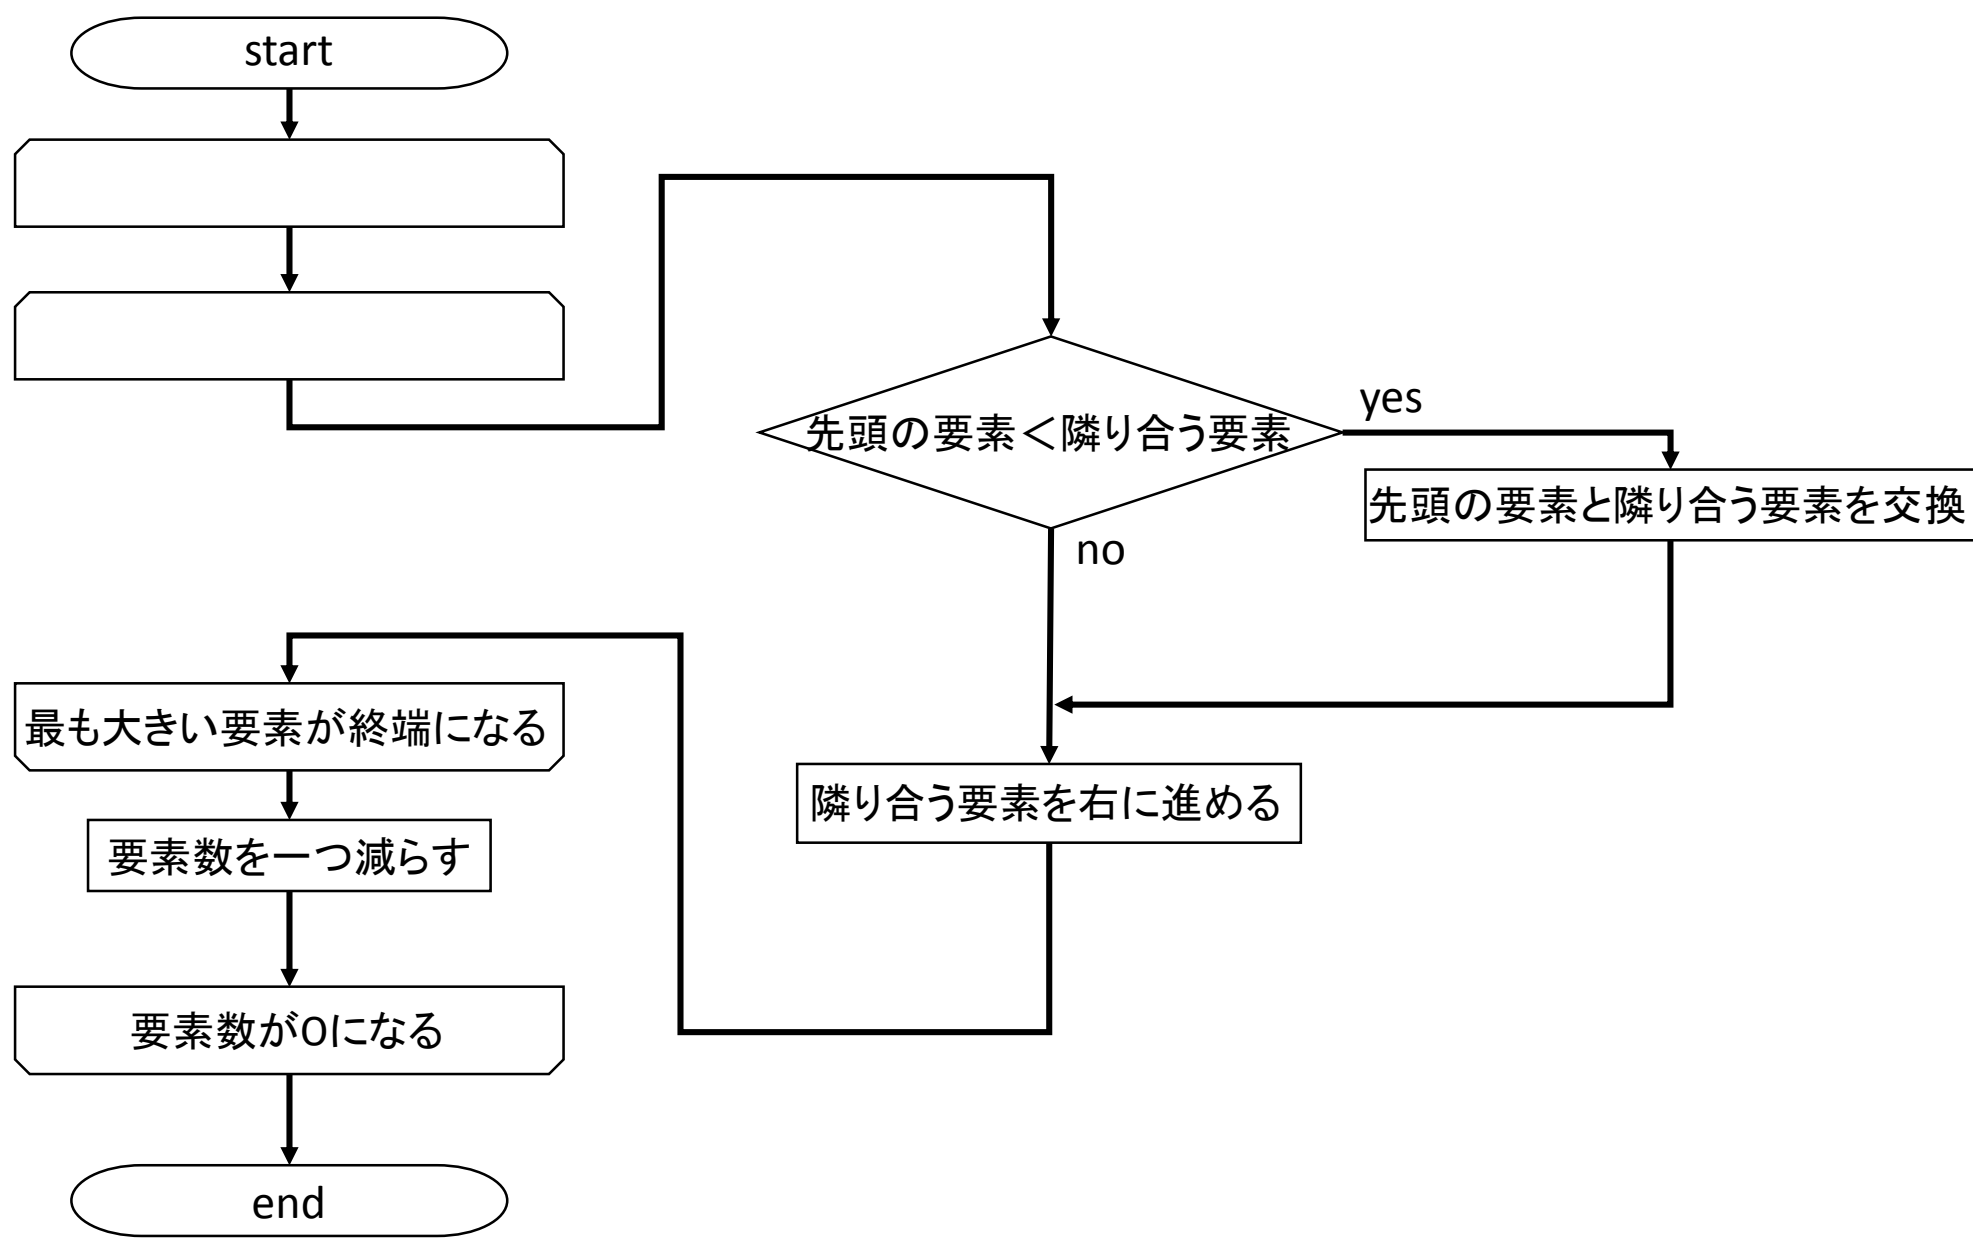 start
先頭の要素＜隣り合う要素
yes
先頭の要素と隣り合う要素を交換
no
最も大きい要素が終端になる
隣り合う要素を右に進める
要素数を一つ減らす
要素数が0になる
end